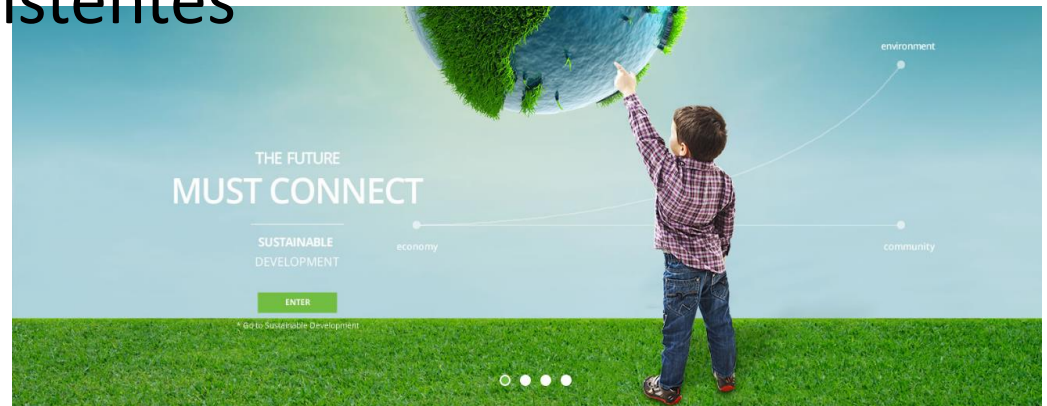 istentes
environment
THE FUTURE
MUST CONNECT
SUSTAINABLE
DEVELOPMENT
economy
community
ENTER
* Go to Sustainable Development